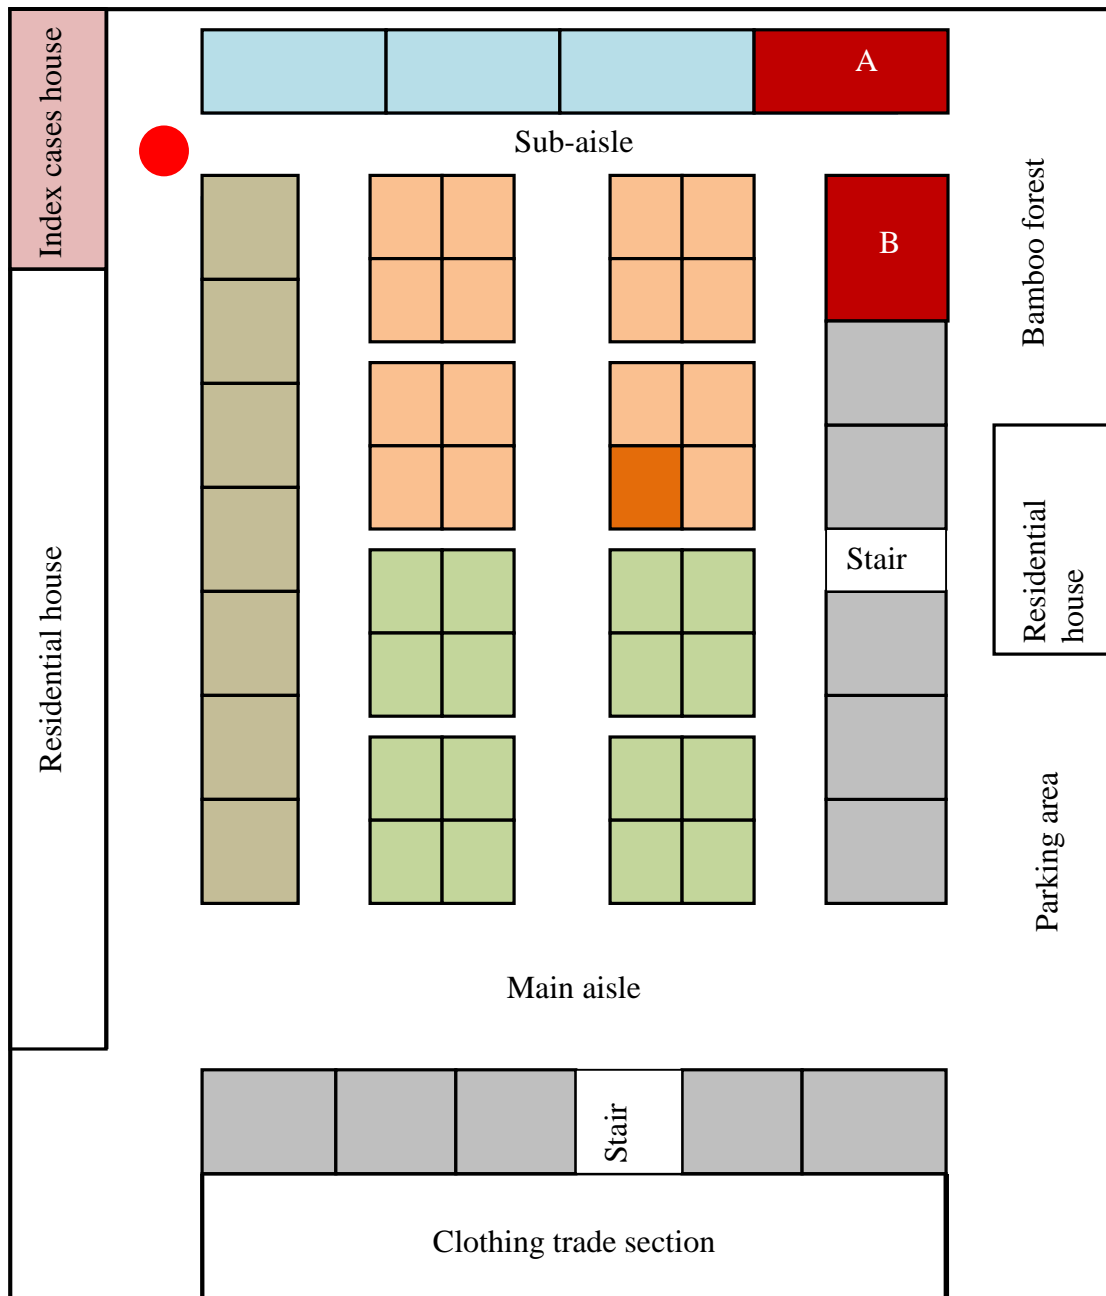 Index cases house
A
Sub-aisle
B
Bamboo forest
Stair
Residential
house
Residential house
Parking area
Main aisle
Stair
Clothing trade section